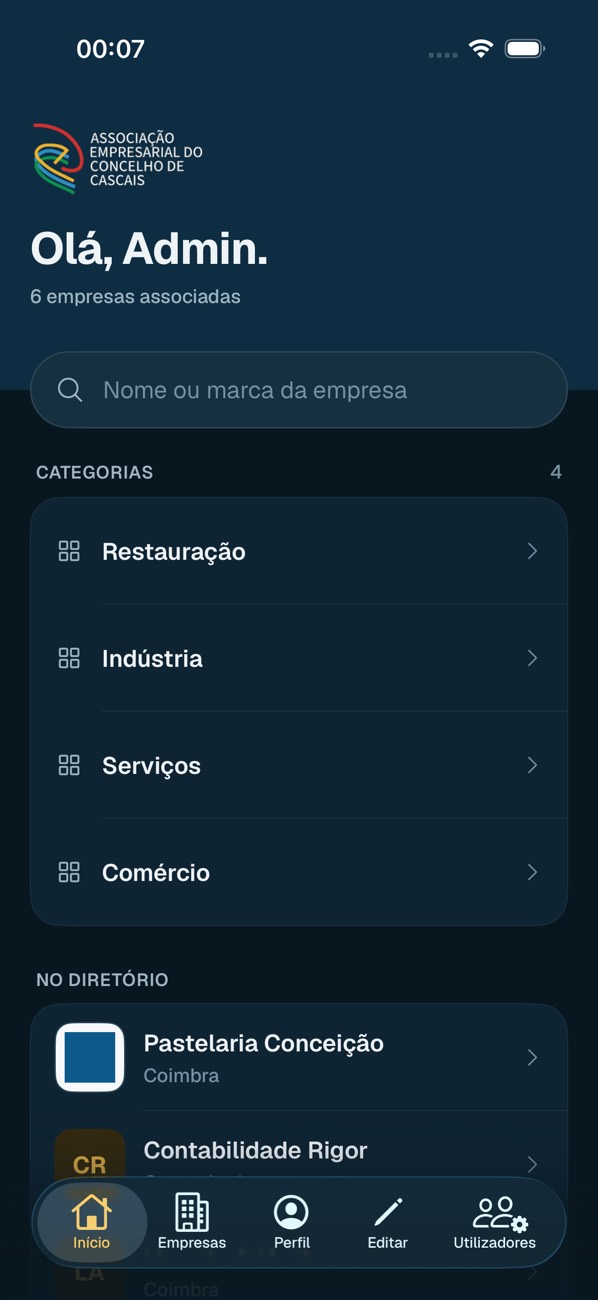 00:07
ASSOCIAÇÃO
EMPRESARIAL DO
CONCELHO DE
CASCAIS
Olá, Admin.
6 empresas associadas
Nome ou marca da empresa
CATEGORIAS 4
Restauração
Indústria
Serviços
Comércio
NO DIRETÓRIO
Pastelaria Conceição
Coimbra
CR
Contabilidade Rigor
Início
Empresas
Perfil
Editar
Utilizadores
LA
Coimbra